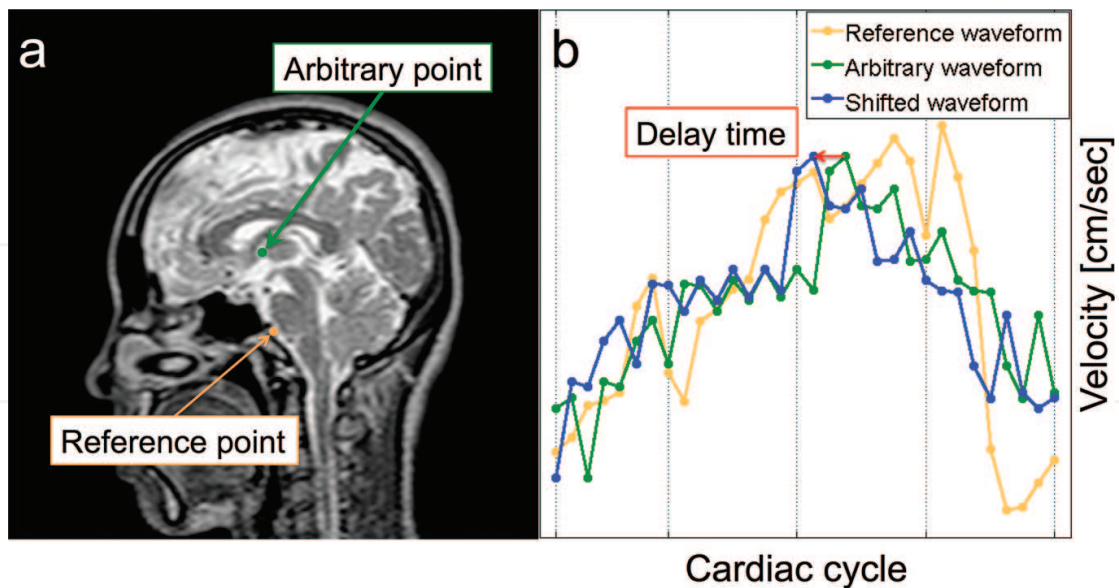 a
Arbitrary point
Reference point
b
Reference waveform
Arbitrary waveform
Shifted waveform
Delay time
Velocity [cm/sec]
Cardiac cycle